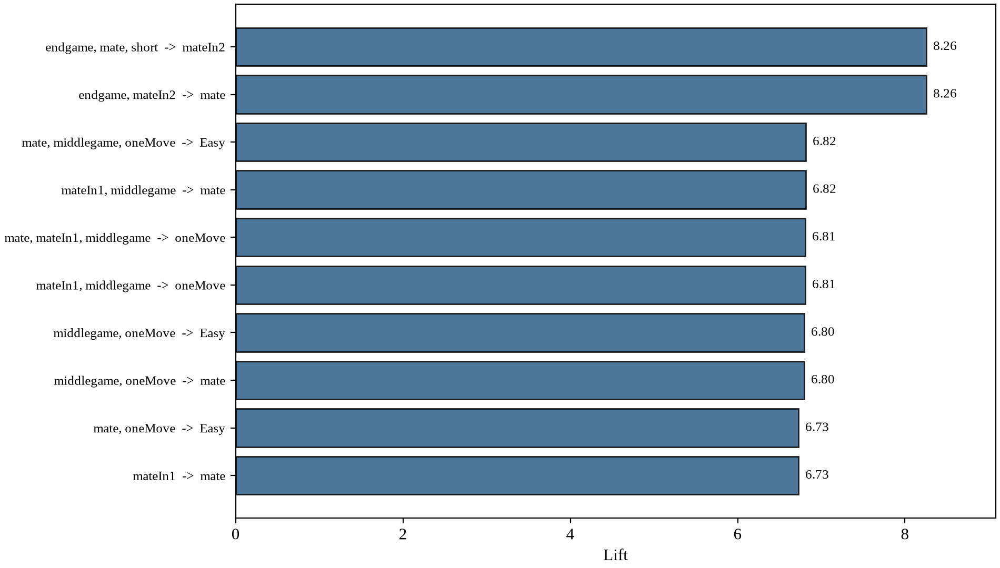 endgame, mate, short -> mateIn2 8.26
endgame, mateIn2 -> mate 8.26
mate, middlegame, oneMove -> Easy 6.82
mateIn1, middlegame -> mate 6.82
mate, mateIn1, middlegame -> oneMove 6.81
mateIn1, middlegame -> oneMove 6.81
middlegame, oneMove -> Easy 6.80
middlegame, oneMove -> mate 6.80
mate, oneMove -> Easy 6.73
mateIn1 -> mate 6.73
0 2 4 6 8
Lift